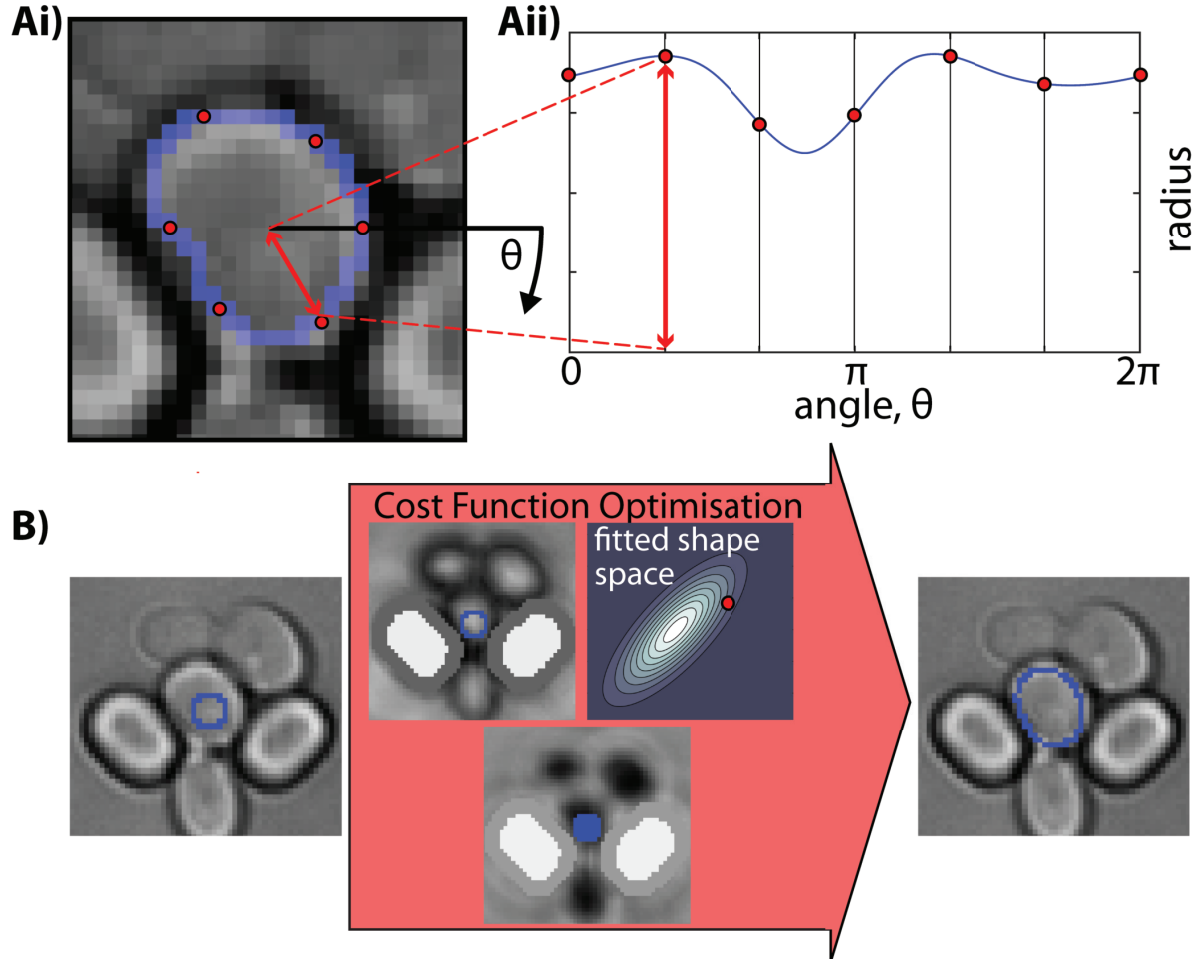 Ai)
θ
Aii)
radius
0
π
2π
angle, θ
B)
Cost Function Optimisation
fitted shape
space